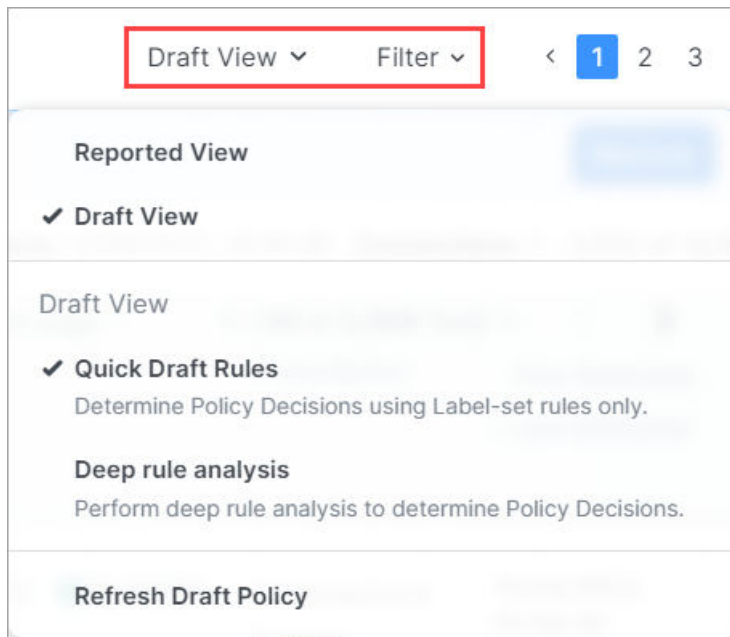 Draft View Filter 1 2 3
Reported View
Draft View
Draft View
Quick Draft Rules
Determine Policy Decisions using Label-set rules only.
Deep rule analysis
Perform deep rule analysis to determine Policy Decisions.
Refresh Draft Policy